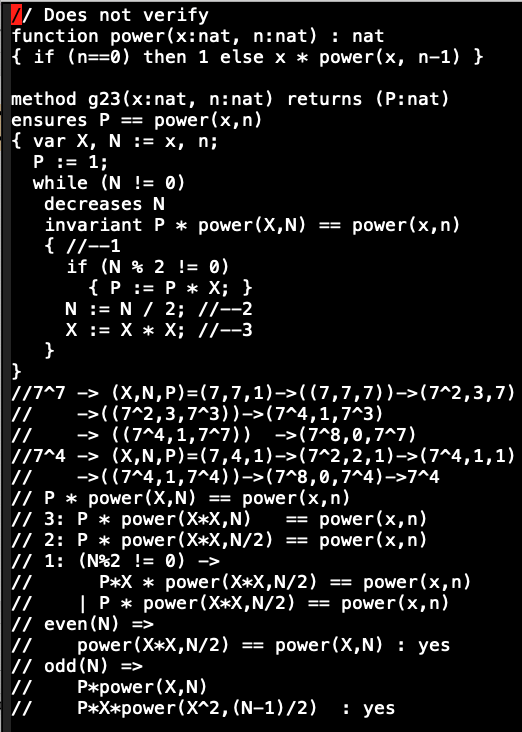 // Does not verify
function power(x:nat, n:nat) : nat
{ if (n==0) then 1 else x * power(x, n-1) }
method g23(x:nat, n:nat) returns (P:nat)
ensures P == power(x,n)
{ var X, N := x, n;
  P := 1;
  while (N != 0)
   decreases N
   invariant P * power(X,N) == power(x,n)
   { //--1
     if (N % 2 != 0)
       { P := P * X; }
     N := N / 2; //--2
     X := X * X; //--3
   }
}
//7^7 -> (X,N,P)=(7,7,1)->((7,7,7))->(7^2,3,7)
//    ->((7^2,3,7^3))->(7^4,1,7^3)
//    -> ((7^4,1,7^7))  ->(7^8,0,7^7)
//7^4 -> (X,N,P)=(7,4,1)->(7^2,2,1)->(7^4,1,1)
//    ->((7^4,1,7^4))->(7^8,0,7^4)->7^4
// P * power(X,N) == power(x,n)
// 3: P * power(X*X,N)   == power(x,n)
// 2: P * power(X*X,N/2) == power(x,n)
// 1: (N%2 != 0) ->
//      P*X * power(X*X,N/2) == power(x,n)
//    | P * power(X*X,N/2) == power(x,n)
// even(N) =>
//    power(X*X,N/2) == power(X,N) : yes
// odd(N) =>
//    P*power(X,N)
//    P*X*power(X^2,(N-1)/2)  : yes